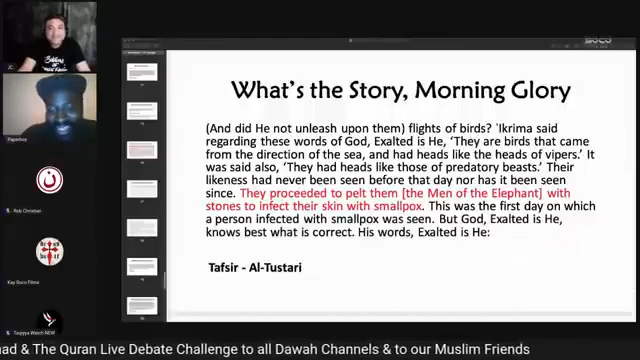 JC
Paperboy
Rob Christian
Kay Soco Films
Taqiyya Watch NEW
What's the Story, Morning Glory
(And did He not unleash upon them) flights of birds? `Ikrima said
regarding these words of God, Exalted is He, 'They are birds that came
from the direction of the sea, and had heads like the heads of vipers.' It
was said also, 'They had heads like those of predatory beasts.' Their
likeness had never been seen before that day nor has it been seen
since. They proceeded to pelt them [the Men of the Elephant] with
stones to infect their skin with smallpox. This was the first day on which
a person infected with smallpox was seen. But God, Exalted is He,
knows best what is correct. His words, Exalted is He:
Tafsir - Al-Tustari
ad & The Quran Live Debate Challenge to all Dawah Channels & to our Muslim Friends